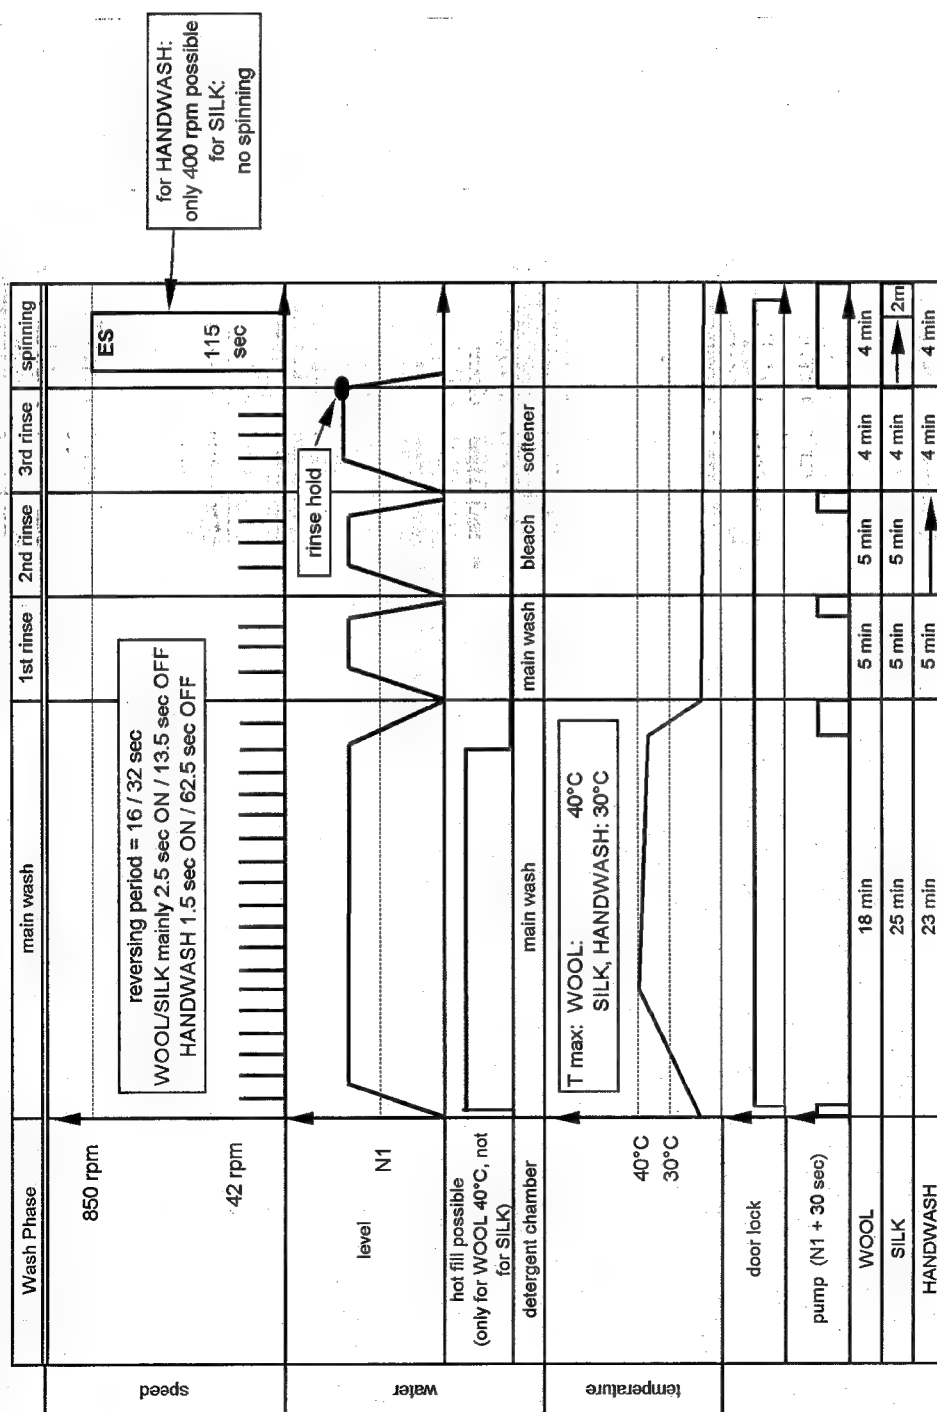 Wash Phase
main wash
1st rinse
2nd rinse
3rd rinse
spinning
speed
850 rpm
42 rpm
reversing period = 16 / 32 sec
WOOL/SILK mainly 2.5 sec ON / 13.5 sec OFF
HANDWASH 1.5 sec ON / 62.5 sec OFF
ES
115
sec
for HANDWASH:
only 400 rpm possible
for SILK:
no spinning
water
level
N1
rinse hold
hot fill possible
(only for WOOL 40°C, not
for SILK)
detergent chamber
main wash
main wash
bleach
softener
temperature
40°C
30°C
T max: WOOL: 40°C
SILK, HANDWASH: 30°C
door lock
pump (N1 + 30 sec)
WOOL
18 min
5 min
5 min
4 min
4 min
SILK
25 min
5 min
5 min
4 min
2m
HANDWASH
23 min
5 min
4 min
4 min